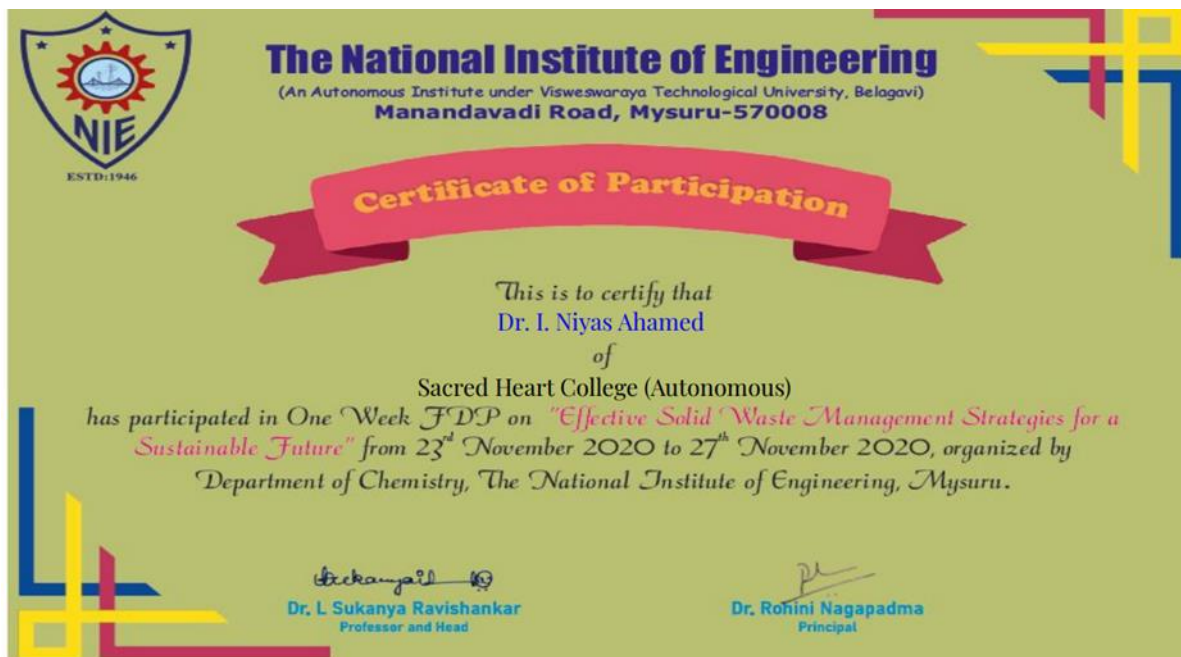 NIE
ESTD:1946
The National Institute of Engineering
(An Autonomous Institute under Visweswaraya Technological University, Belagavi)
Manandavadi Road, Mysuru-570008
Certificate of Participation
This is to certify that
Dr. I. Niyas Ahamed
of
Sacred Heart College (Autonomous)
has participated in One Week FDP on "Effective Solid Waste Management Strategies for a
Sustainable Future" from 23rd November 2020 to 27th November 2020, organized by
Department of Chemistry, The National Institute of Engineering, Mysuru.
Dr. L Sukanya Ravishankar
Professor and Head
Dr. Rohini Nagapadma
Principal